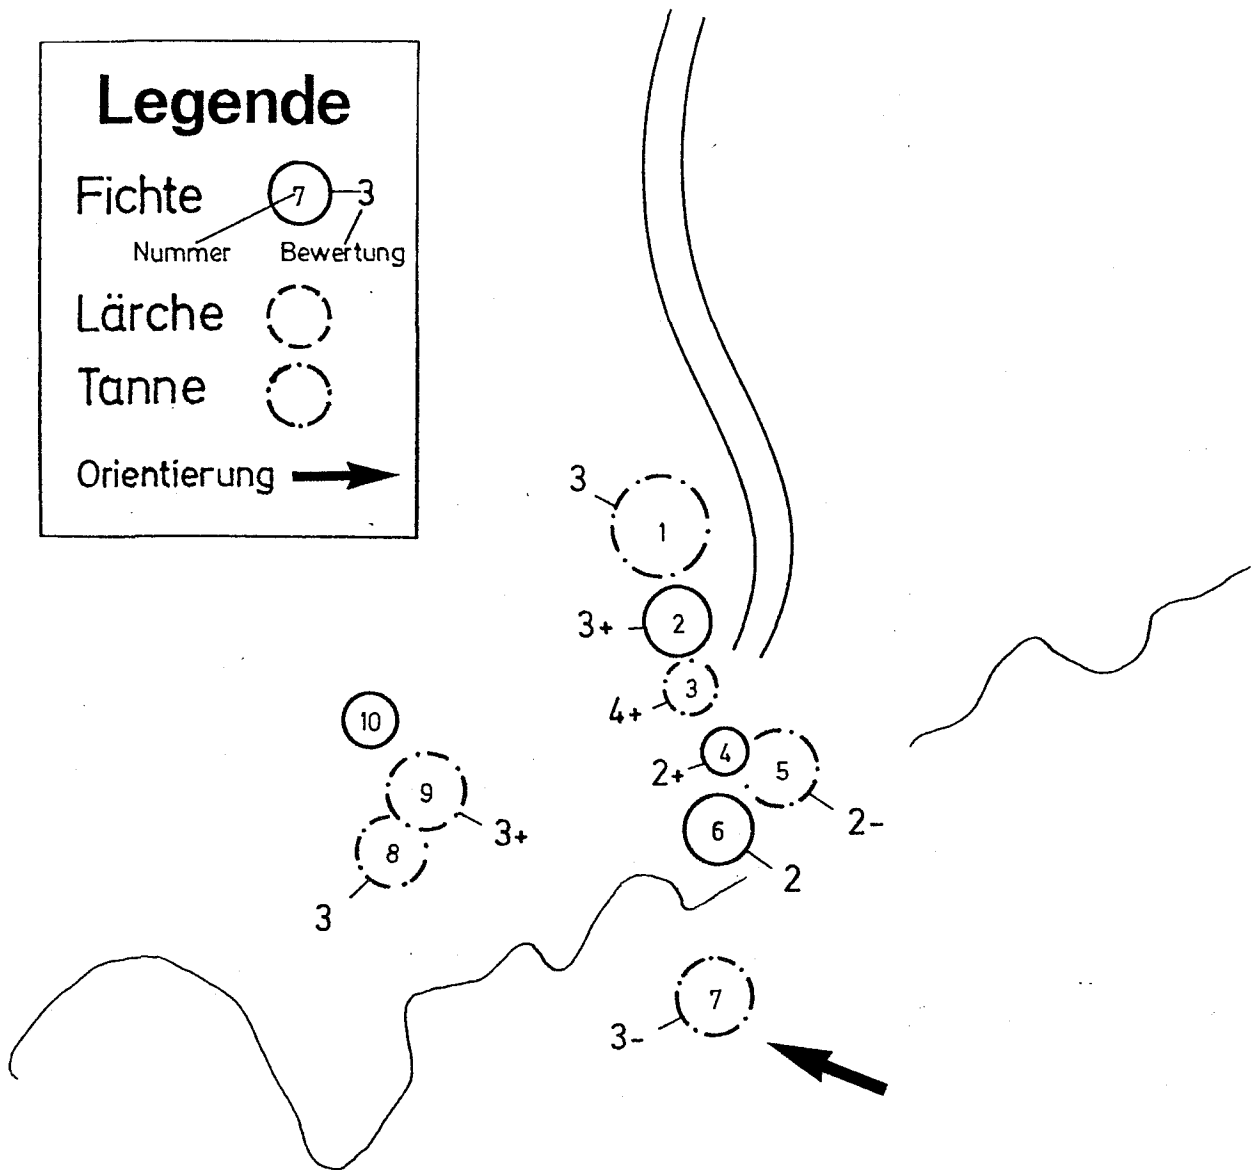 Legende
Fichte 7 3
Nummer Bewertung
Lärche
Tanne
Orientierung
3
1
3+ 2
4+ 3
10
2+ 4 5
2-
9
3+
6
8
2
3
7
3-